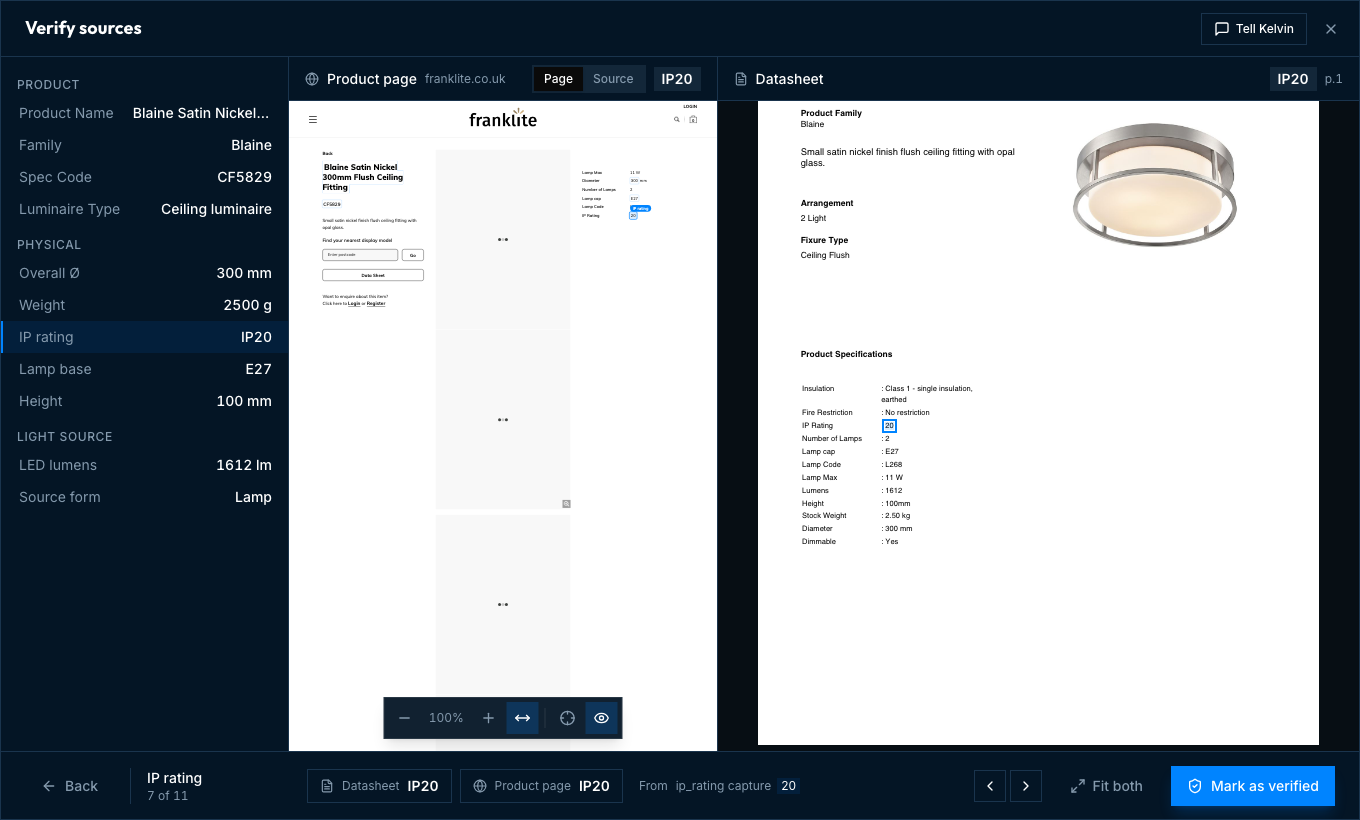 Verify sources
Tell Kelvin
PRODUCT
Product Name Blaine Satin Nickel...
Family Blaine
Spec Code CF5829
Luminaire Type Ceiling luminaire
PHYSICAL
Overall Ø 300 mm
Weight 2500 g
IP rating IP20
Lamp base E27
Height 100 mm
LIGHT SOURCE
LED lumens 1612 lm
Source form Lamp
Product page franklite.co.uk Page Source IP20
LOGIN
franklite
0
Back
Blaine Satin Nickel
300mm Flush Ceiling
Fitting
CF5829
Small satin nickel finish flush ceiling fitting with
opal glass.
Find your nearest display model
Enter postcode Go
Data Sheet
Want to enquire about this item?
Click here to Login or Register
Lamp Max 11 W
Diameter 300 mm
Number of Lamps 2
Lamp cap E27
Lamp Code
IP rating
IP Rating 20
100%
Datasheet IP20 p.1
Product Family
Blaine
Small satin nickel finish flush ceiling fitting with opal
glass.
Arrangement
2 Light
Fixure Type
Ceiling Flush
Product Specifications
Insulation : Class 1 - single insulation,
earthed
Fire Restriction : No restriction
IP Rating 20
Number of Lamps : 2
Lamp cap : E27
Lamp Code : L268
Lamp Max : 11 W
Lumens : 1612
Height : 100mm
Stock Weight : 2.50 kg
Diameter : 300 mm
Dimmable : Yes
Back
IP rating
7 of 11
Datasheet IP20
Product page IP20
From ip_rating capture 20
Fit both
Mark as verified